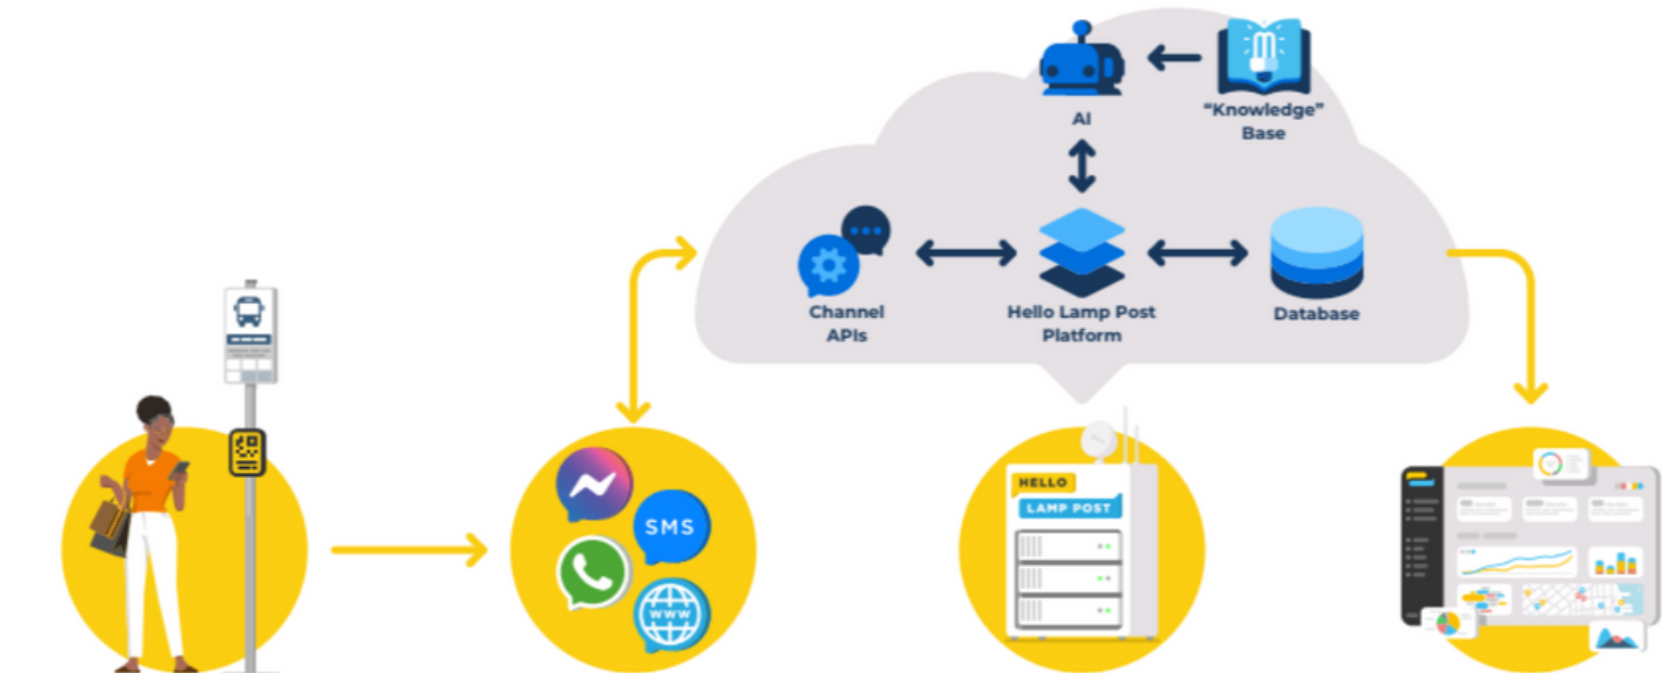 AI
“Knowledge”
Base
Channel
APIs
Hello Lamp Post
Platform
Database
SMS
WWW
HELLO
LAMP POST